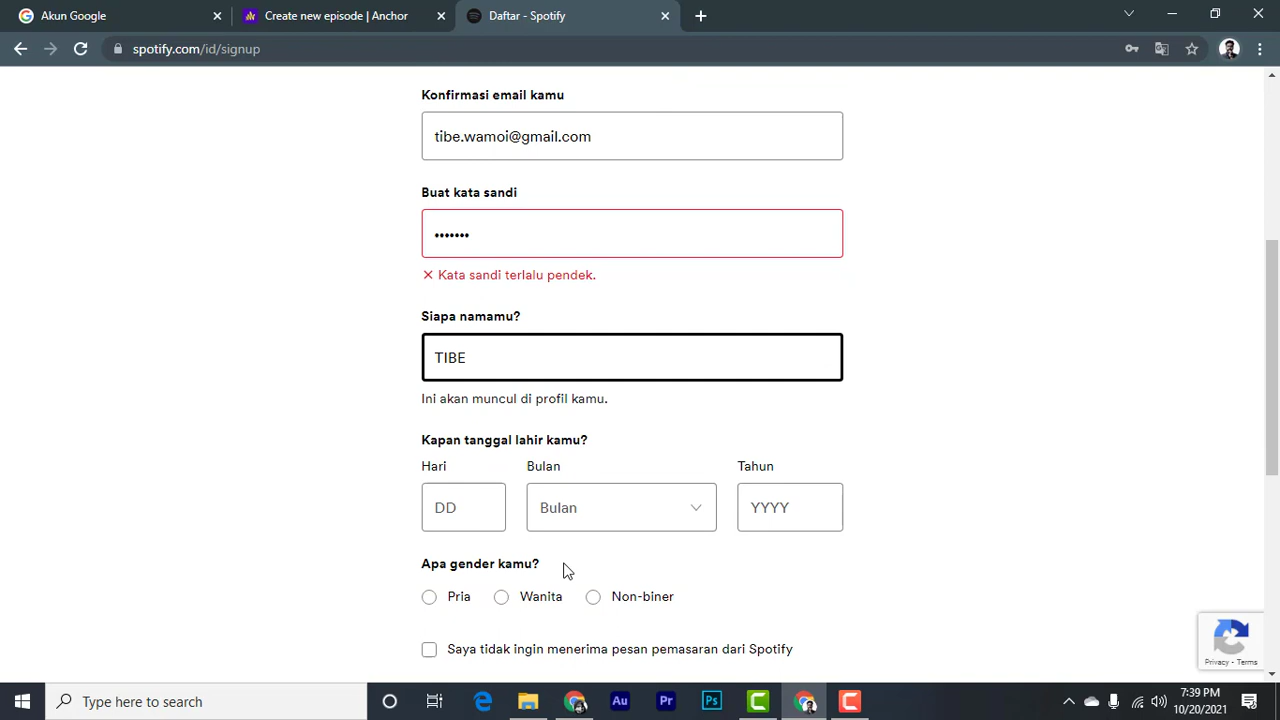 Akun Google
Create new episode | Anchor
Daftar - Spotify
spotify.com/id/signup
Konfirmasi email kamu
tibe.wamoi@gmail.com
Buat kata sandi
•••••••
Kata sandi terlalu pendek.
Siapa namamu?
TIBE
Ini akan muncul di profil kamu.
Kapan tanggal lahir kamu?
Hari Bulan Tahun
DD Bulan YYYY
Apa gender kamu?
Pria Wanita Non-biner
Saya tidak ingin menerima pesan pemasaran dari Spotify
Privacy - Terms
Type here to search
Au Pr Ps
7:39 PM
10/20/2021